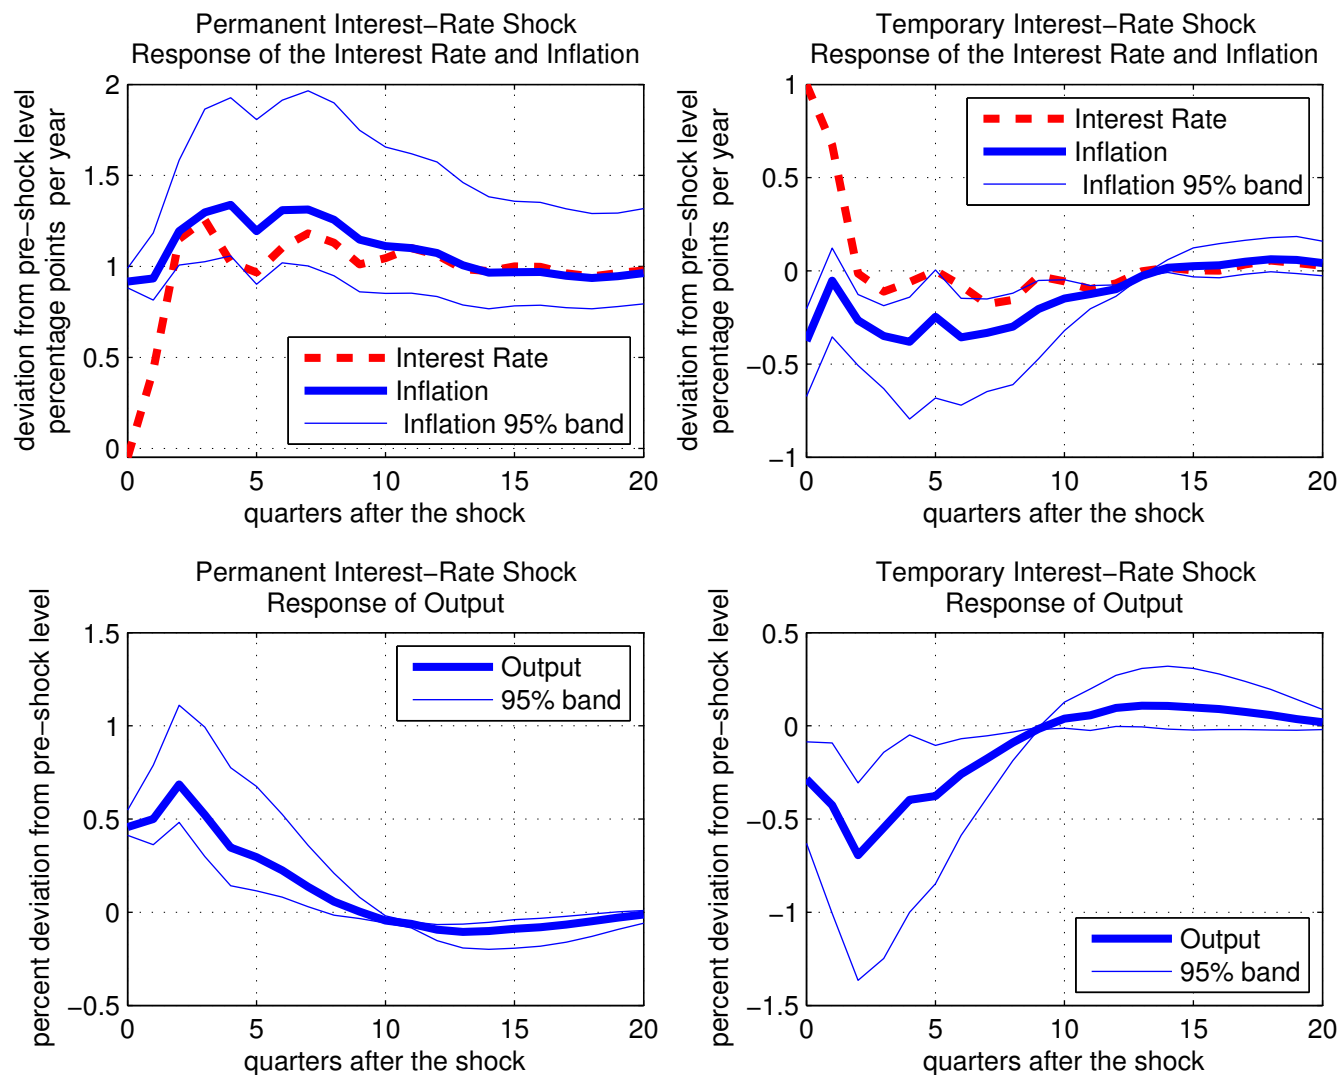 Permanent Interest−Rate Shock
Response of the Interest Rate and Inflation
deviation from pre−shock level
percentage points per year
2
1.5
1
0.5
0
Interest Rate
Inflation
Inflation 95% band
0 5 10 15 20
quarters after the shock
Temporary Interest−Rate Shock
Response of the Interest Rate and Inflation
deviation from pre−shock level
percentage points per year
1
0.5
0
−0.5
−1
Interest Rate
Inflation
Inflation 95% band
0 5 10 15 20
quarters after the shock
Permanent Interest−Rate Shock
Response of Output
percent deviation from pre−shock level
1.5
1
0.5
0
−0.5
Output
95% band
0 5 10 15 20
quarters after the shock
Temporary Interest−Rate Shock
Response of Output
percent deviation from pre−shock level
0.5
0
−0.5
−1
−1.5
Output
95% band
0 5 10 15 20
quarters after the shock